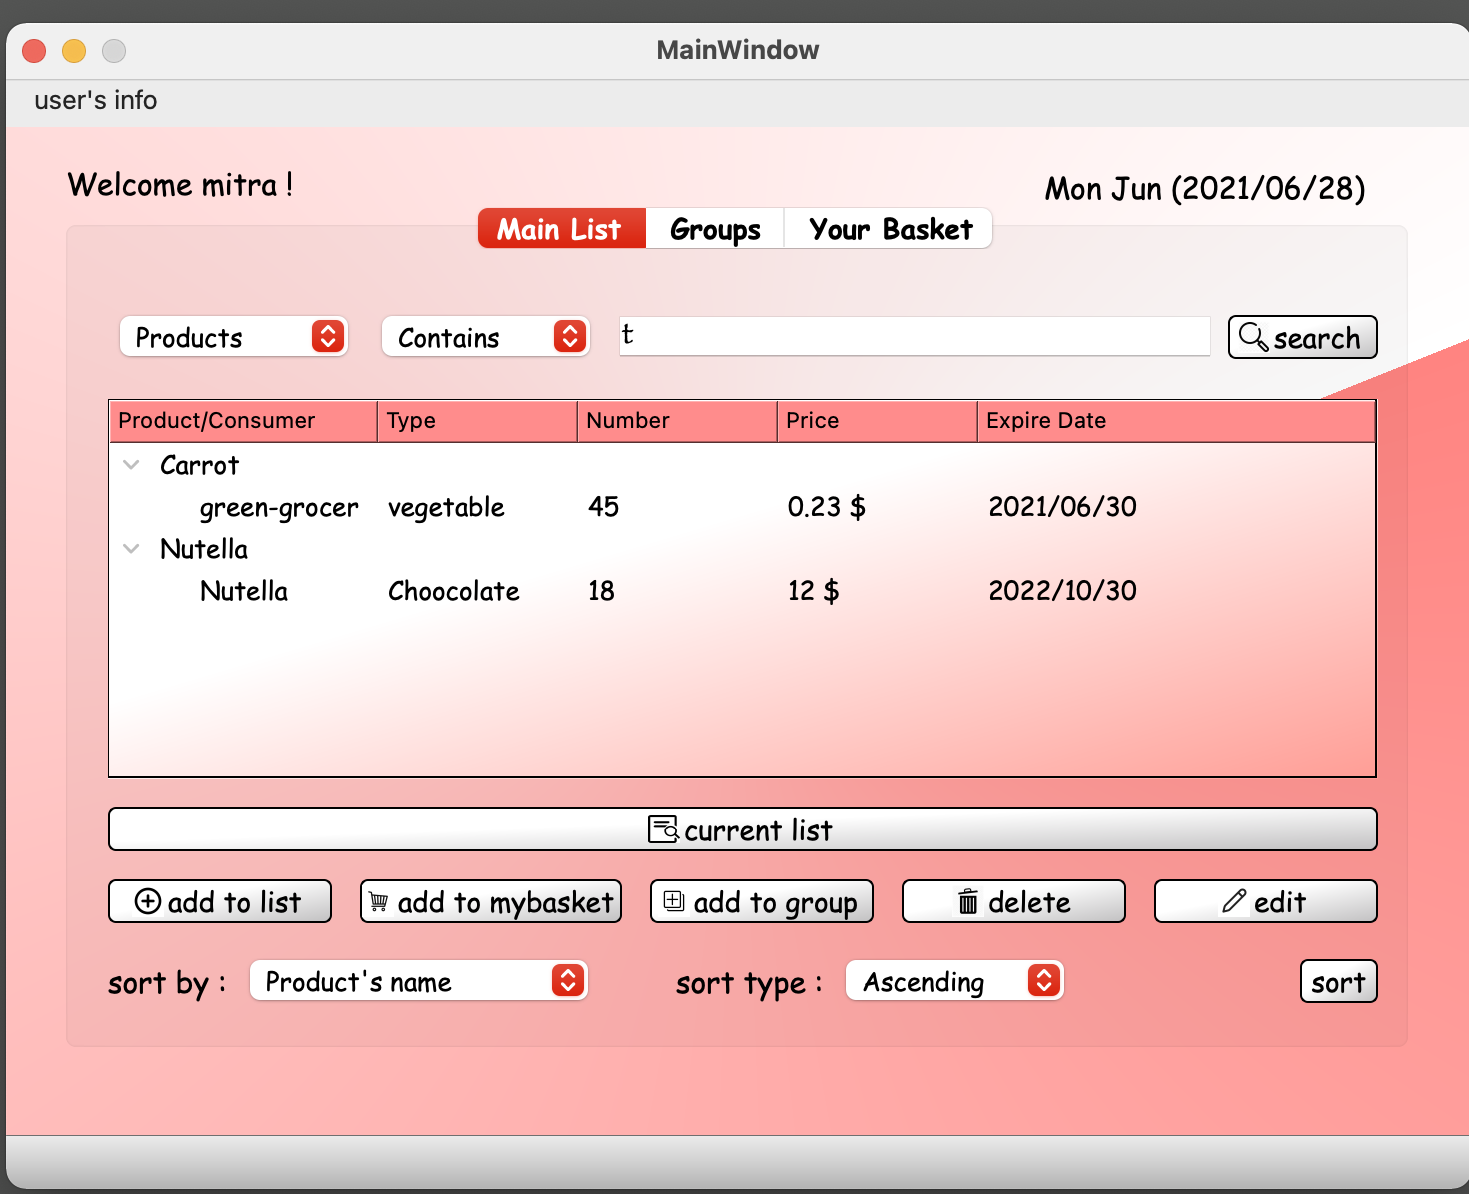 MainWindow
user's info
Welcome mitra !
Mon Jun (2021/06/28)
Main List Groups Your Basket
Products Contains t search
Product/Consumer Type Number Price Expire Date
Carrot
green-grocer vegetable 45 0.23 $ 2021/06/30
Nutella
Nutella Choocolate 18 12 $ 2022/10/30
current list
add to list add to mybasket add to group delete edit
sort by : Product's name sort type : Ascending sort